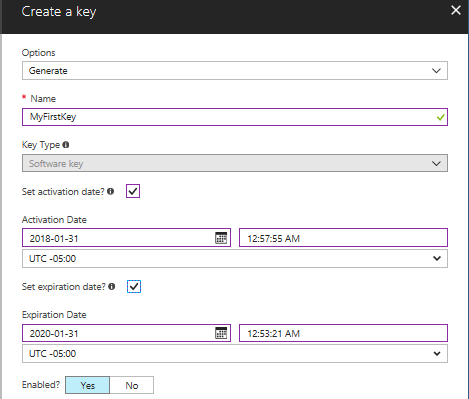 Create a key
Options
Generate
* Name
MyFirstKey
Key Type
Software key
Set activation date?
Activation Date
2018-01-31 12:57:55 AM
UTC -05:00
Set expiration date?
Expiration Date
2020-01-31 12:53:21 AM
UTC -05:00
Enabled? Yes No